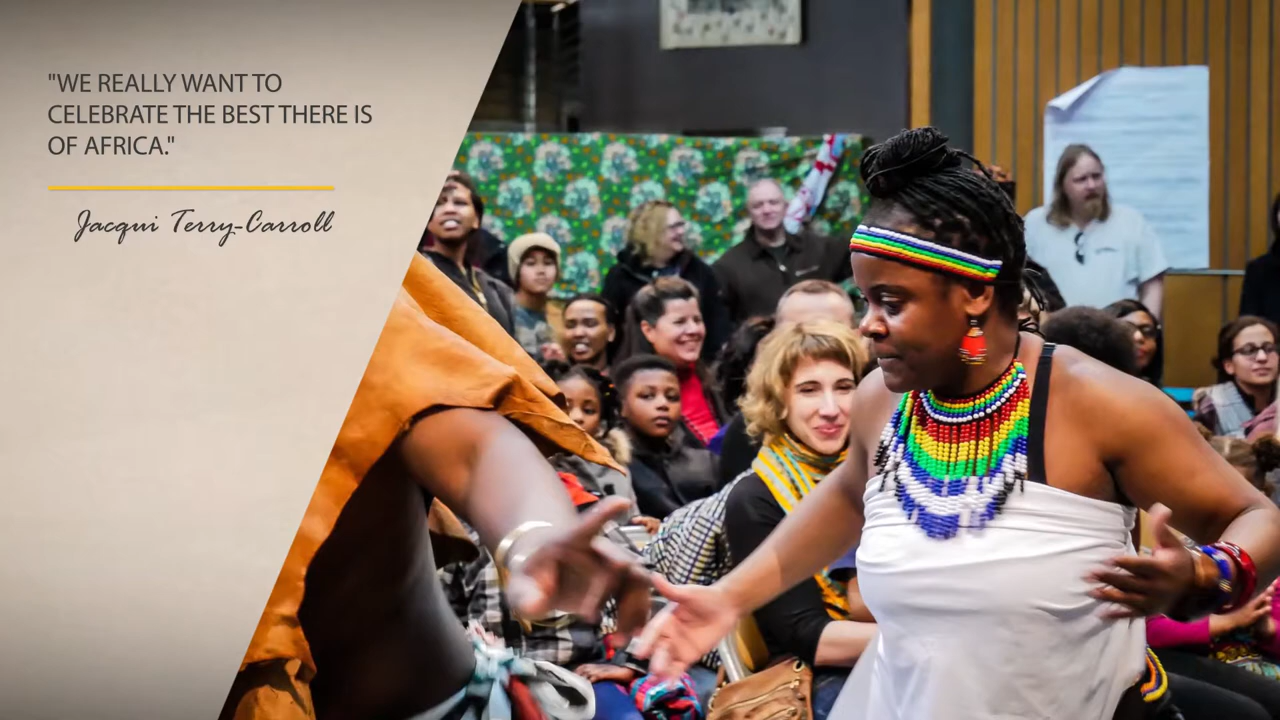 "WE REALLY WANT TO
CELEBRATE THE BEST THERE IS
OF AFRICA."
Jacqui Terry-Carroll